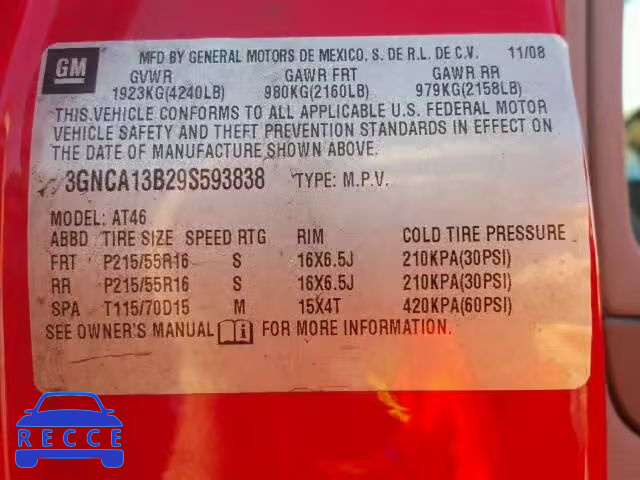 GM
MFD BY GENERAL MOTORS DE MEXICO, S. DE R.L. DE C.V. 11/08
GVWR GAWR FRT GAWR RR
1923KG(4240LB) 980KG(2160LB) 979KG(2158LB)
THIS VEHICLE CONFORMS TO ALL APPLICABLE U.S. FEDERAL MOTOR
VEHICLE SAFETY AND THEFT PREVENTION STANDARDS IN EFFECT ON
THE DATE OF MANUFACTURE SHOWN ABOVE.
3GNCA13B29S593838 TYPE: M.P.V.
MODEL: AT46
ABBD TIRE SIZE SPEED RTG RIM COLD TIRE PRESSURE
FRT P215/55R16 S 16X6.5J 210KPA(30PSI)
RR P215/55R16 S 16X6.5J 210KPA(30PSI)
SPA T115/70D15 M 15X4T 420KPA(60PSI)
SEE OWNER'S MANUAL i FOR MORE INFORMATION.
RECCE